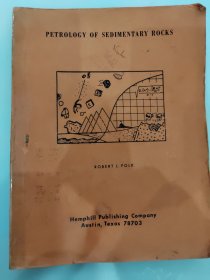 PETROLOGY OF SEDIMENTARY ROCKS
ROBERT L FOLK
Hemphill Publishing Company
Austin, Texas 78703